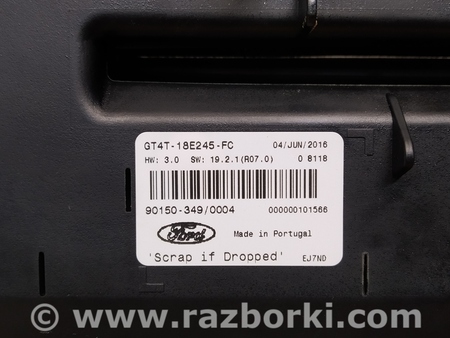 GT4T-18E245-FC 04/JUN/2016
HW: 3.0 SW: 19.2.1(R07.0) 0 8118
90150-349/0004 000000101566
Ford Made in Portugal
'Scrap if Dropped' EJ7ND
© www.razborki.com